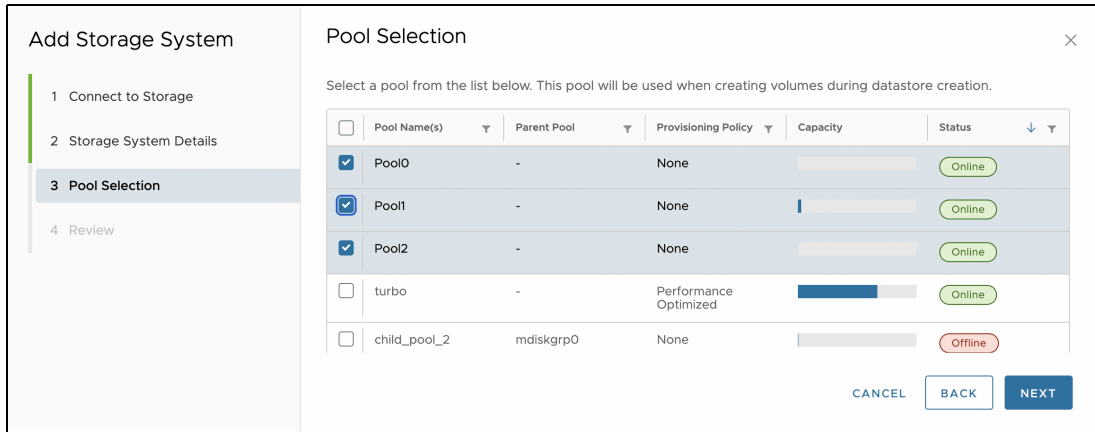 Add Storage System
1 Connect to Storage
2 Storage System Details
3 Pool Selection
4 Review
Pool Selection
Select a pool from the list below. This pool will be used when creating volumes during datastore creation.
Pool Name(s) Parent Pool Provisioning Policy Capacity Status
Pool0 - None Online
Pool1 - None Online
Pool2 - None Online
turbo - Performance Optimized Online
child_pool_2 mdiskgrp0 None Offline
CANCEL BACK NEXT